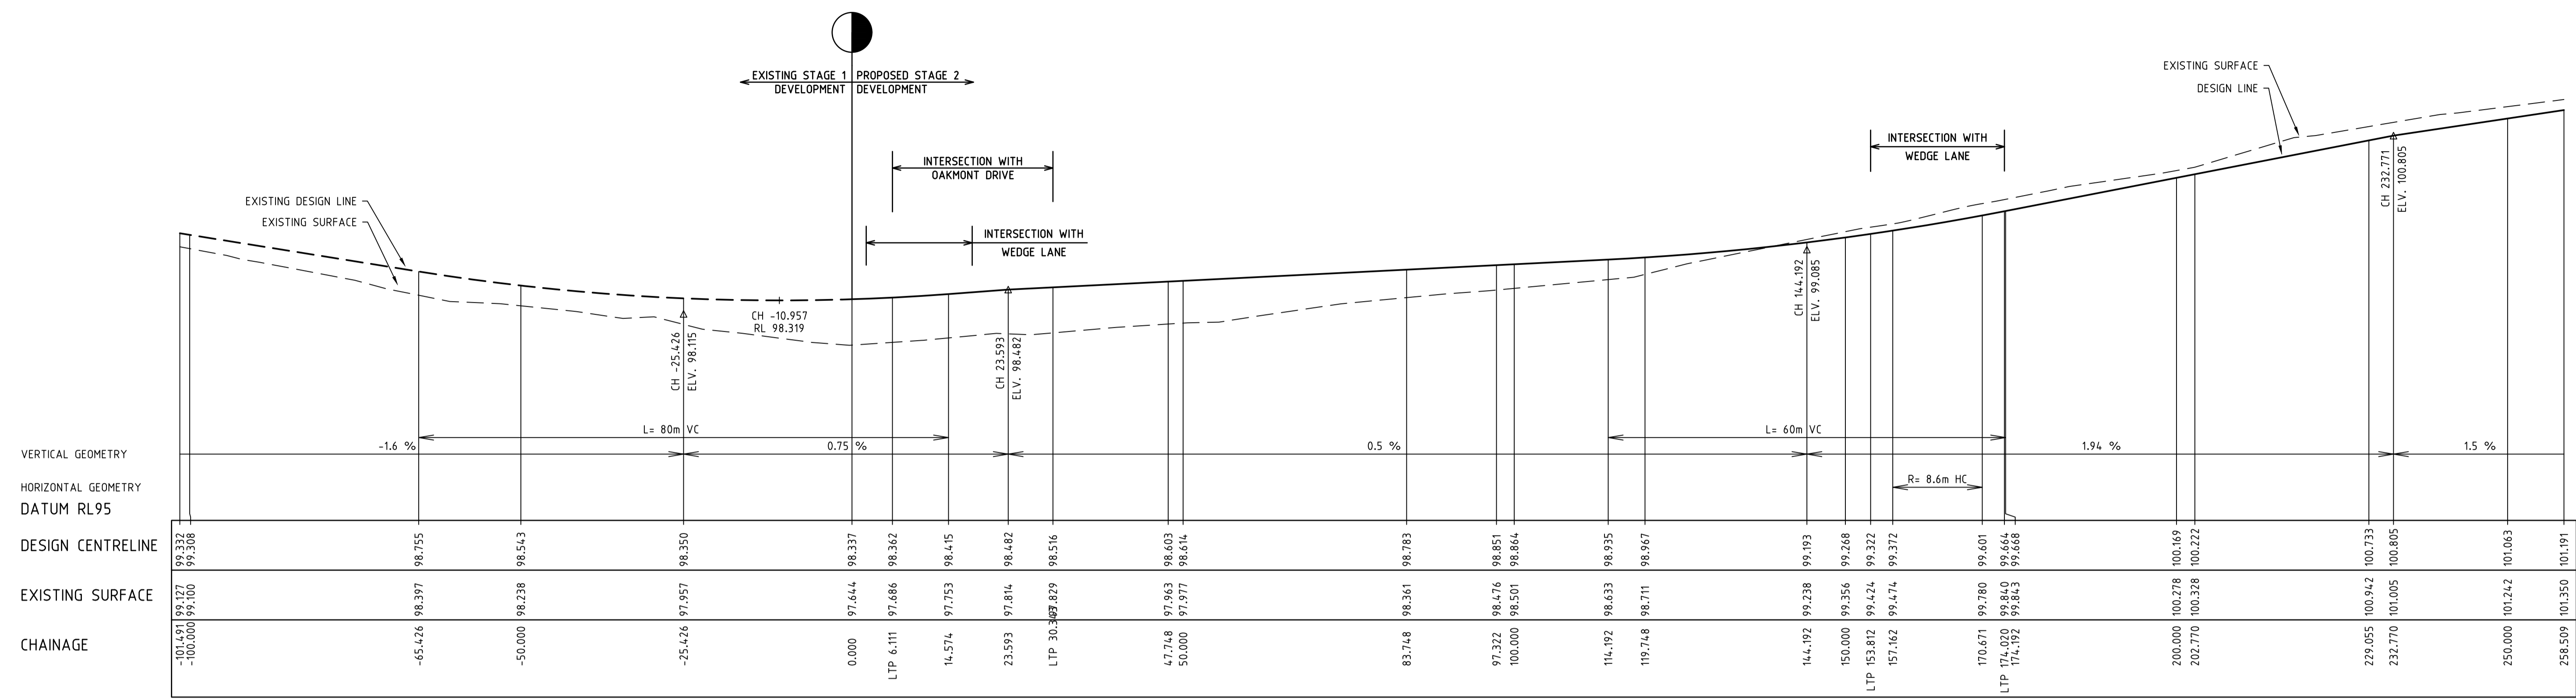 EXISTING STAGE 1 PROPOSED STAGE 2
DEVELOPMENT DEVELOPMENT
EXISTING SURFACE
DESIGN LINE
INTERSECTION WITH
WEDGE LANE
INTERSECTION WITH
OAKMONT DRIVE
EXISTING DESIGN LINE
EXISTING SURFACE
INTERSECTION WITH
WEDGE LANE
CH -10.957
RL 98.319
CH -25.426
ELV. 98.115
CH 23.593
ELV. 98.482
CH 144.192
ELV. 99.085
CH 232.771
ELV. 100.805
L= 80m VC
L= 60m VC
VERTICAL GEOMETRY
-1.6 %
0.75 %
0.5 %
1.94 %
1.5 %
HORIZONTAL GEOMETRY
R= 8.6m HC
DATUM RL95
DESIGN CENTRELINE
99.332
99.308
98.755
98.543
98.350
98.337
98.362
98.415
98.482
98.516
98.603
98.614
98.783
98.851
98.864
98.935
98.967
99.193
99.268
99.322
99.372
99.601
99.664
99.668
100.169
100.222
100.733
100.805
101.063
101.191
EXISTING SURFACE
99.127
99.100
98.397
98.238
97.957
97.644
97.686
97.753
97.814
97.829
97.963
97.977
98.361
98.476
98.501
98.633
98.711
99.238
99.356
99.424
99.474
99.780
99.840
99.843
100.278
100.328
100.942
101.005
101.242
101.350
CHAINAGE
-101.491
-100.000
-65.426
-50.000
-25.426
0.000
LTP 6.111
14.574
23.593
LTP
47.748
50.000
83.748
97.322
100.000
114.192
119.748
144.192
150.000
LTP 153.812
157.162
170.671
LTP 174.020
174.192
200.000
202.770
229.055
232.770
250.000
258.509